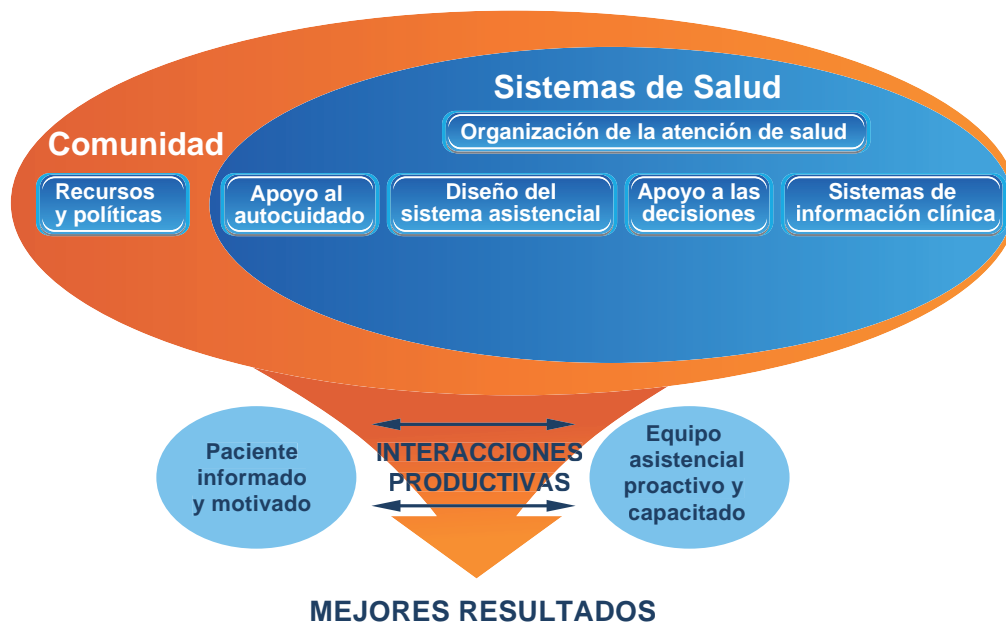 Sistemas de Salud
Organización de la atención de salud
Comunidad
Recursos
y políticas
Apoyo al
autocuidado
Diseño del
sistema asistencial
Apoyo a las
decisiones
Sistemas de
información clínica
Paciente
informado
y motivado
INTERACCIONES
PRODUCTIVAS
Equipo
asistencial
proactivo y
capacitado
MEJORES RESULTADOS